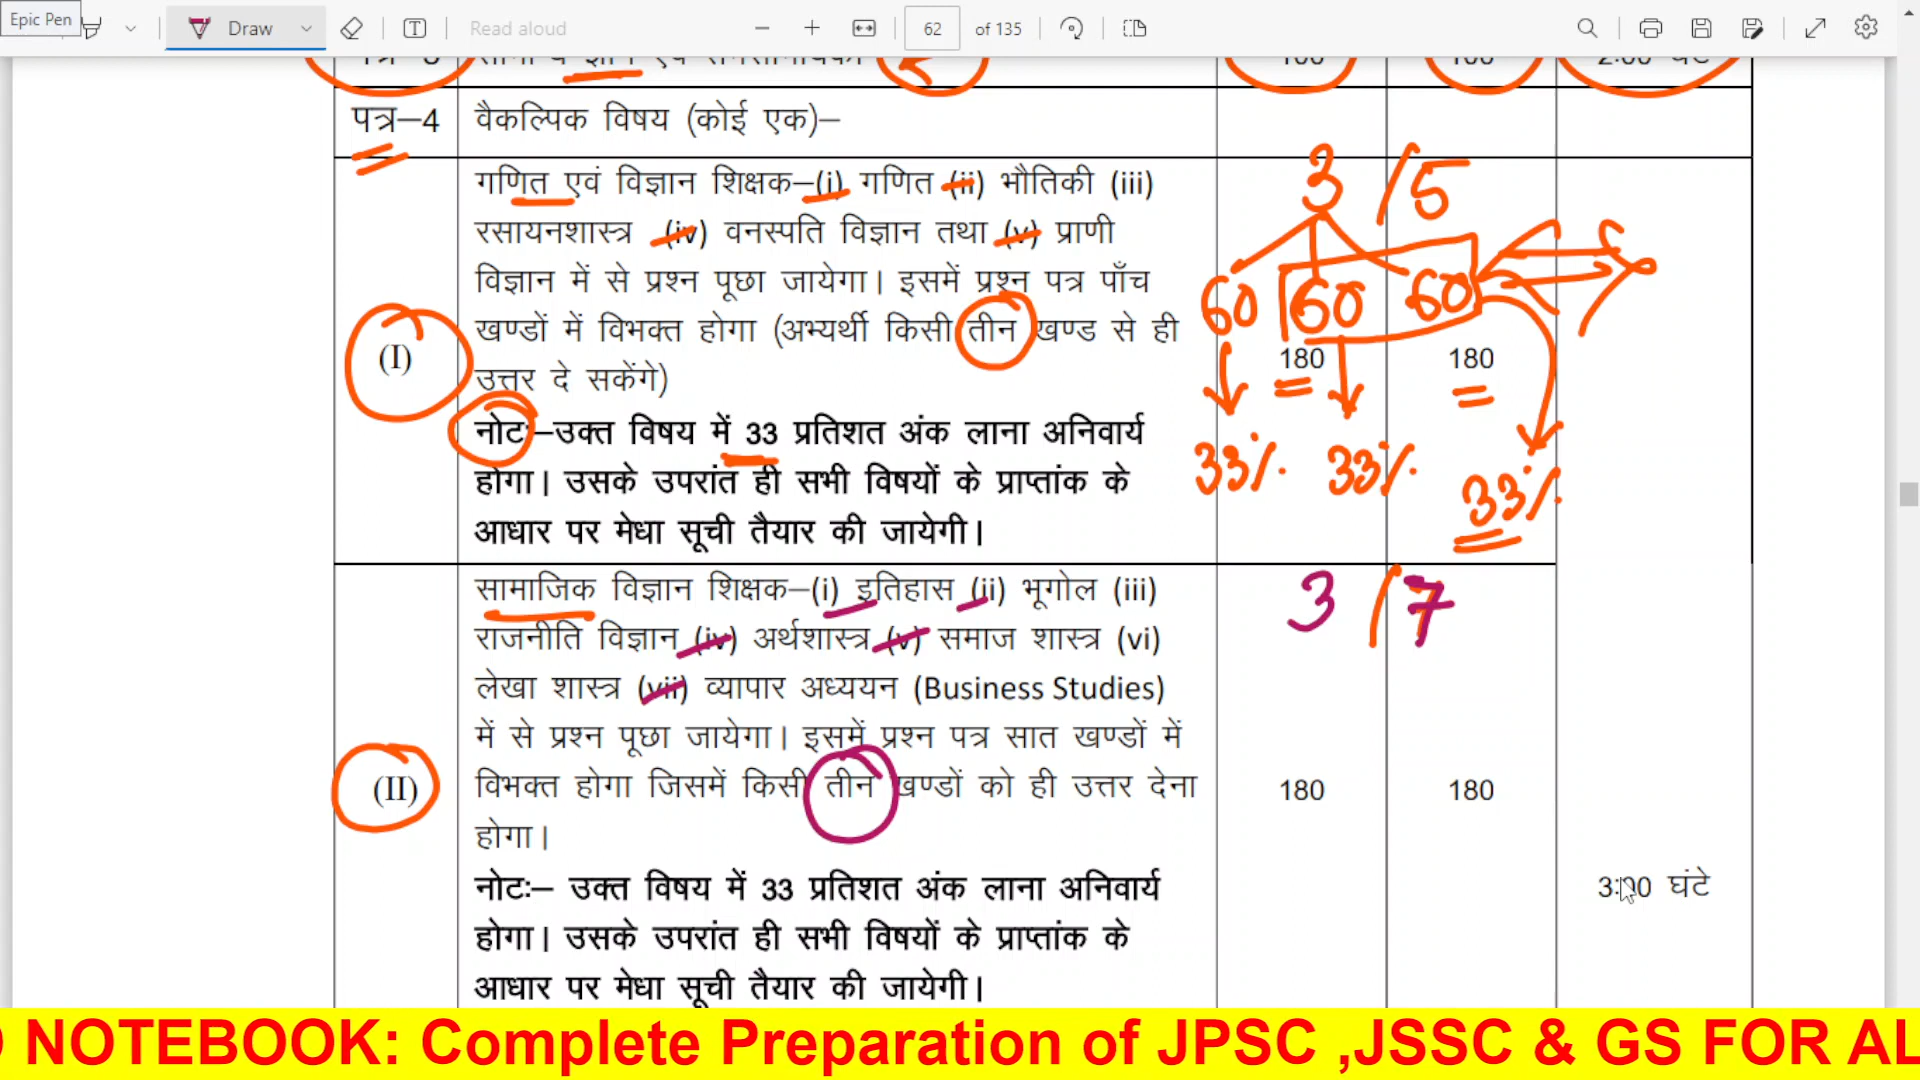 Epic Pen
Draw
Read aloud
62 of 135
100 100 2:00 घंटे
पत्र–4 वैकल्पिक विषय (कोई एक)–
गणित एवं विज्ञान शिक्षक–(i) गणित (ii) भौतिकी (iii)
3 / 5
रसायनशास्त्र (iv) वनस्पति विज्ञान तथा (v) प्राणी
विज्ञान में से प्रश्न पूछा जायेगा। इसमें प्रश्न पत्र पाँच
60 60 60
खण्डों में विभक्त होगा (अभ्यर्थी किसी तीन खण्ड से ही
(I) 180 180
उत्तर दे सकेंगे)
नोटः–उक्त विषय में 33 प्रतिशत अंक लाना अनिवार्य
33% 33% 33%
होगा। उसके उपरांत ही सभी विषयों के प्राप्तांक के
आधार पर मेधा सूची तैयार की जायेगी।
सामाजिक विज्ञान शिक्षक–(i) इतिहास (ii) भूगोल (iii)
3 / 7
राजनीति विज्ञान (iv) अर्थशास्त्र (v) समाज शास्त्र (vi)
लेखा शास्त्र (vii) व्यापार अध्ययन (Business Studies)
में से प्रश्न पूछा जायेगा। इसमें प्रश्न पत्र सात खण्डों में
(II) विभक्त होगा जिसमें किसी तीन खण्डों को ही उत्तर देना 180 180
होगा।
नोटः– उक्त विषय में 33 प्रतिशत अंक लाना अनिवार्य
3:00 घंटे
होगा। उसके उपरांत ही सभी विषयों के प्राप्तांक के
आधार पर मेधा सूची तैयार की जायेगी।
NOTEBOOK: Complete Preparation of JPSC ,JSSC & GS FOR AL